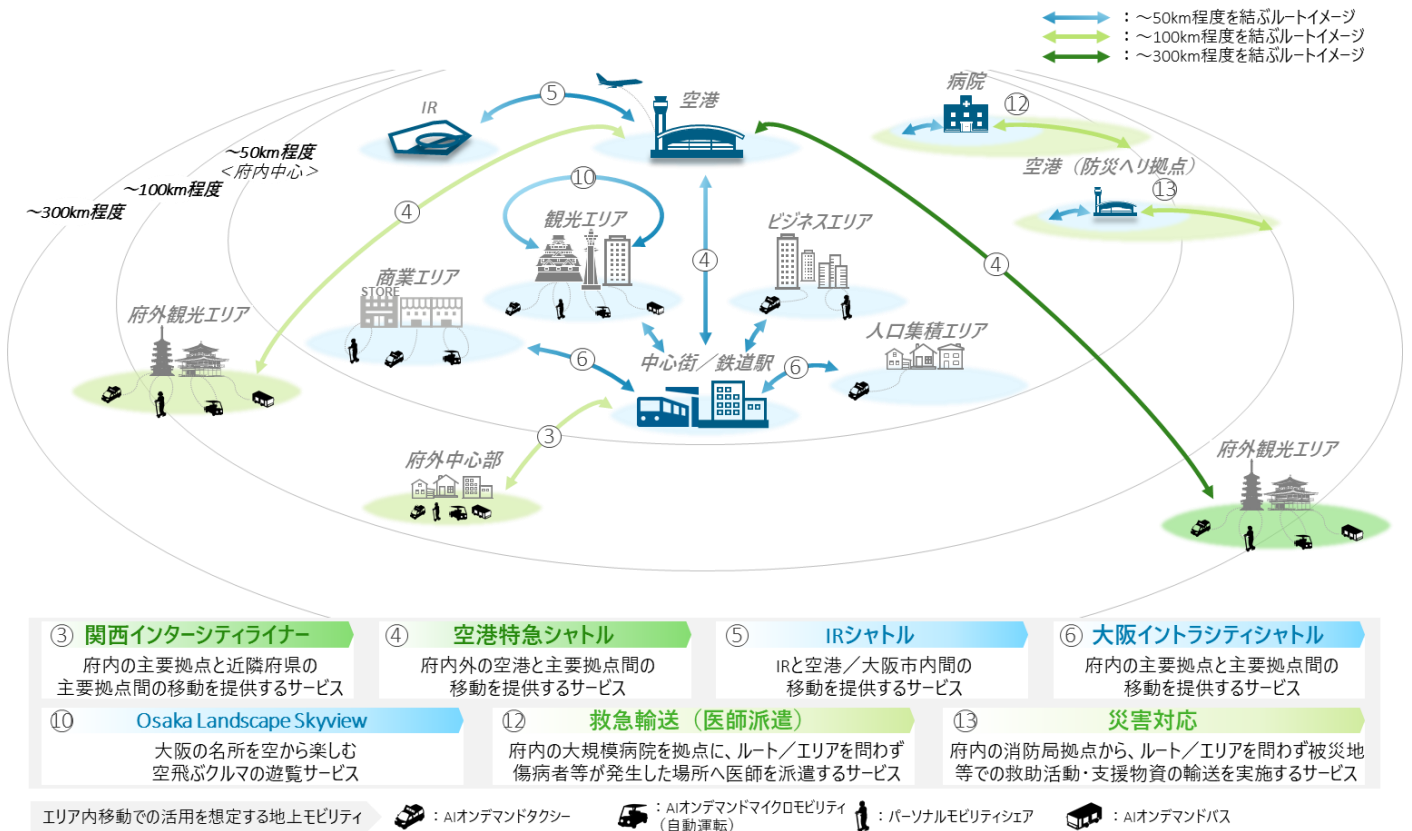 ：～50km程度を結ぶルートイメージ
：～100km程度を結ぶルートイメージ
：～300km程度を結ぶルートイメージ
IR
⑤
空港
病院
⑫
～50km程度
＜府内中心＞
～100km程度
～300km程度
空港（防災ヘリ拠点）
⑬
⑩
④
観光エリア
ビジネスエリア
④
④
商業エリア
STORE
府外観光エリア
人口集積エリア
⑥
中心街／鉄道駅
⑥
③
府外中心部
府外観光エリア
③ 関西インターシティライナー
府内の主要拠点と近隣府県の
主要拠点間の移動を提供するサービス
④ 空港特急シャトル
府内外の空港と主要拠点間の
移動を提供するサービス
⑤ IRシャトル
IRと空港／大阪市内間の
移動を提供するサービス
⑥ 大阪イントラシティシャトル
府内の主要拠点と主要拠点間の
移動を提供するサービス
⑩ Osaka Landscape Skyview
大阪の名所を空から楽しむ
空飛ぶクルマの遊覧サービス
⑫ 救急輸送（医師派遣）
府内の大規模病院を拠点に、ルート／エリアを問わず
傷病者等が発生した場所へ医師を派遣するサービス
⑬ 災害対応
府内の消防局拠点から、ルート／エリアを問わず被災地
等での救助活動・支援物資の輸送を実施するサービス
エリア内移動での活用を想定する地上モビリティ
：AIオンデマンドタクシー
：AIオンデマンドマイクロモビリティ
（自動運転）
：パーソナルモビリティシェア
：AIオンデマンドバス